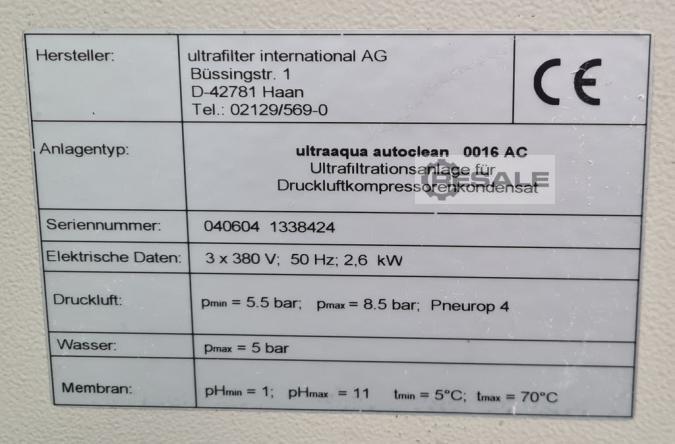 Hersteller: ultrafilter international AG
Büssingstr. 1
D-42781 Haan
Tel.: 02129/569-0
CE
Anlagentyp: ultraaqua autoclean 0016 AC
Ultrafiltrationsanlage für
Druckluftkompressorenkondensat
RESALE
Seriennummer: 040604 1338424
Elektrische Daten: 3 x 380 V; 50 Hz; 2,6 kW
Druckluft: pmin = 5.5 bar; pmax = 8.5 bar; Pneurop 4
Wasser: pmax = 5 bar
Membran: pHmin = 1; pHmax = 11 tmin = 5°C; tmax = 70°C